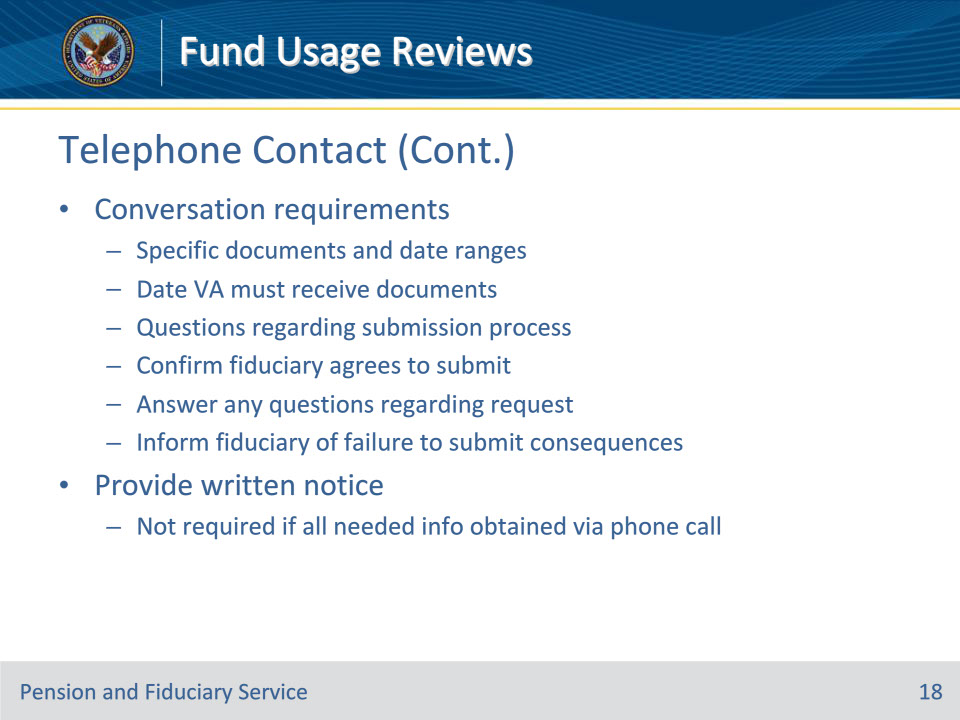 Fund Usage Reviews
Telephone Contact (Cont.)
• Conversation requirements
– Specific documents and date ranges
– Date VA must receive documents
– Questions regarding submission process
– Confirm fiduciary agrees to submit
– Answer any questions regarding request
– Inform fiduciary of failure to submit consequences
• Provide written notice
– Not required if all needed info obtained via phone call
Pension and Fiduciary Service 18